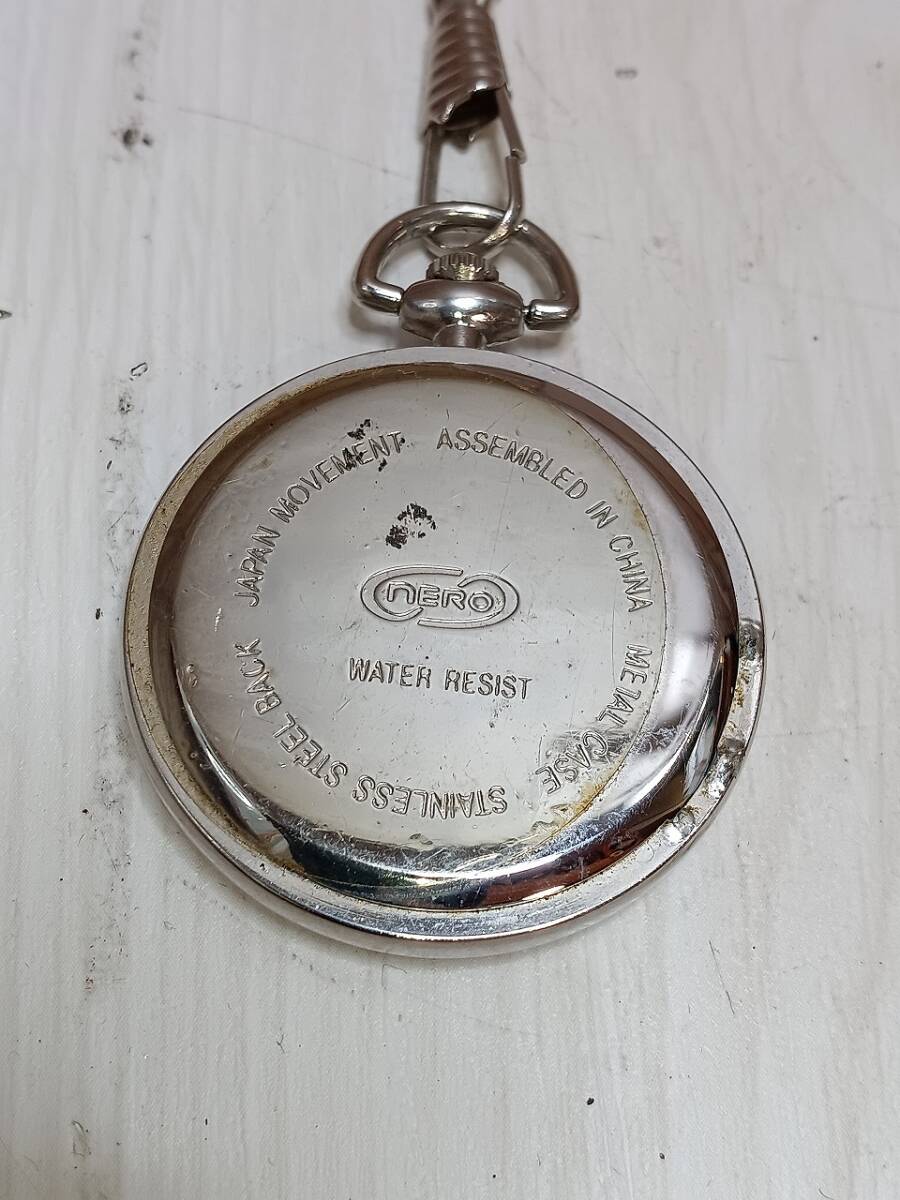 JAPAN MOVEMENT
ASSEMBLED IN CHINA
METAL CASE
STAINLESS STEEL BACK
NERO
WATER RESIST